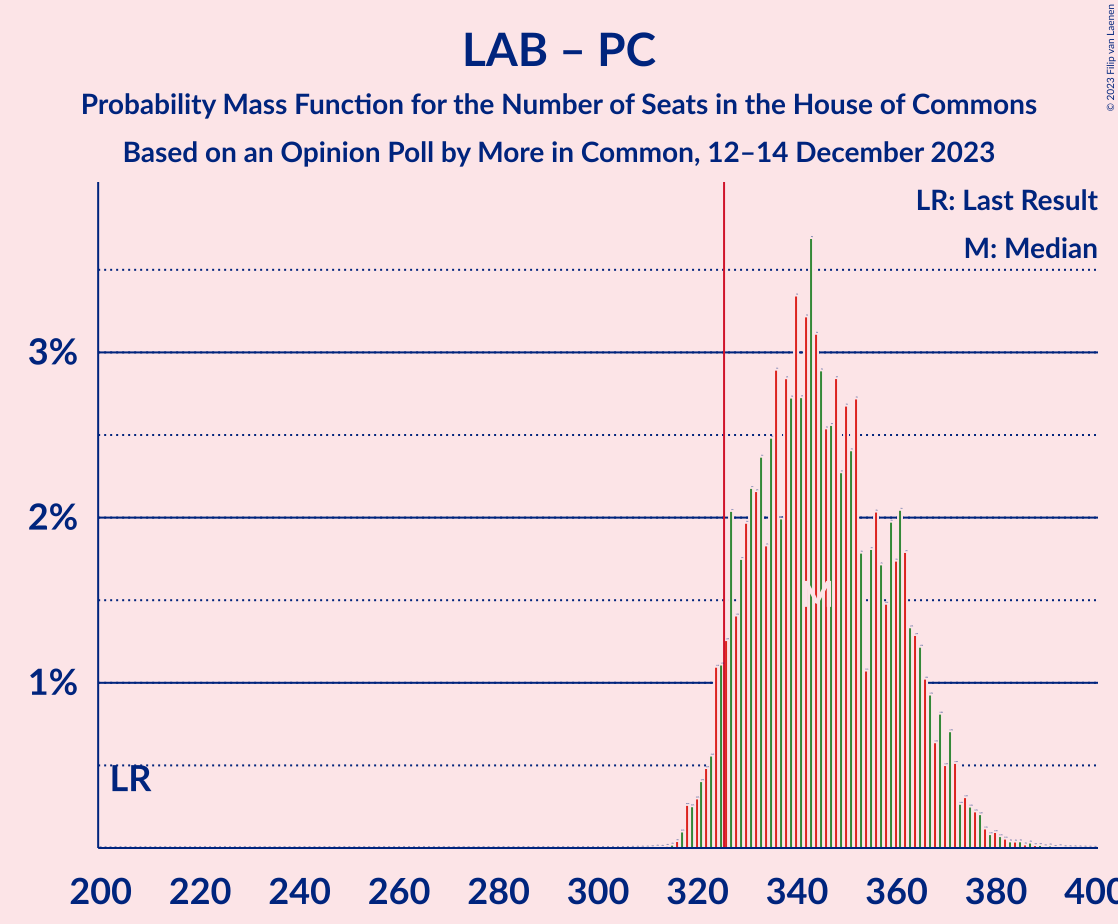 LAB – PC
Probability Mass Function for the Number of Seats in the House of Commons
Based on an Opinion Poll by More in Common, 12–14 December 2023
© 2023 Filip van Laenen
LR: Last Result
M: Median
3%
2%
1%
M
LR
200 220 240 260 280 300 320 340 360 380 400